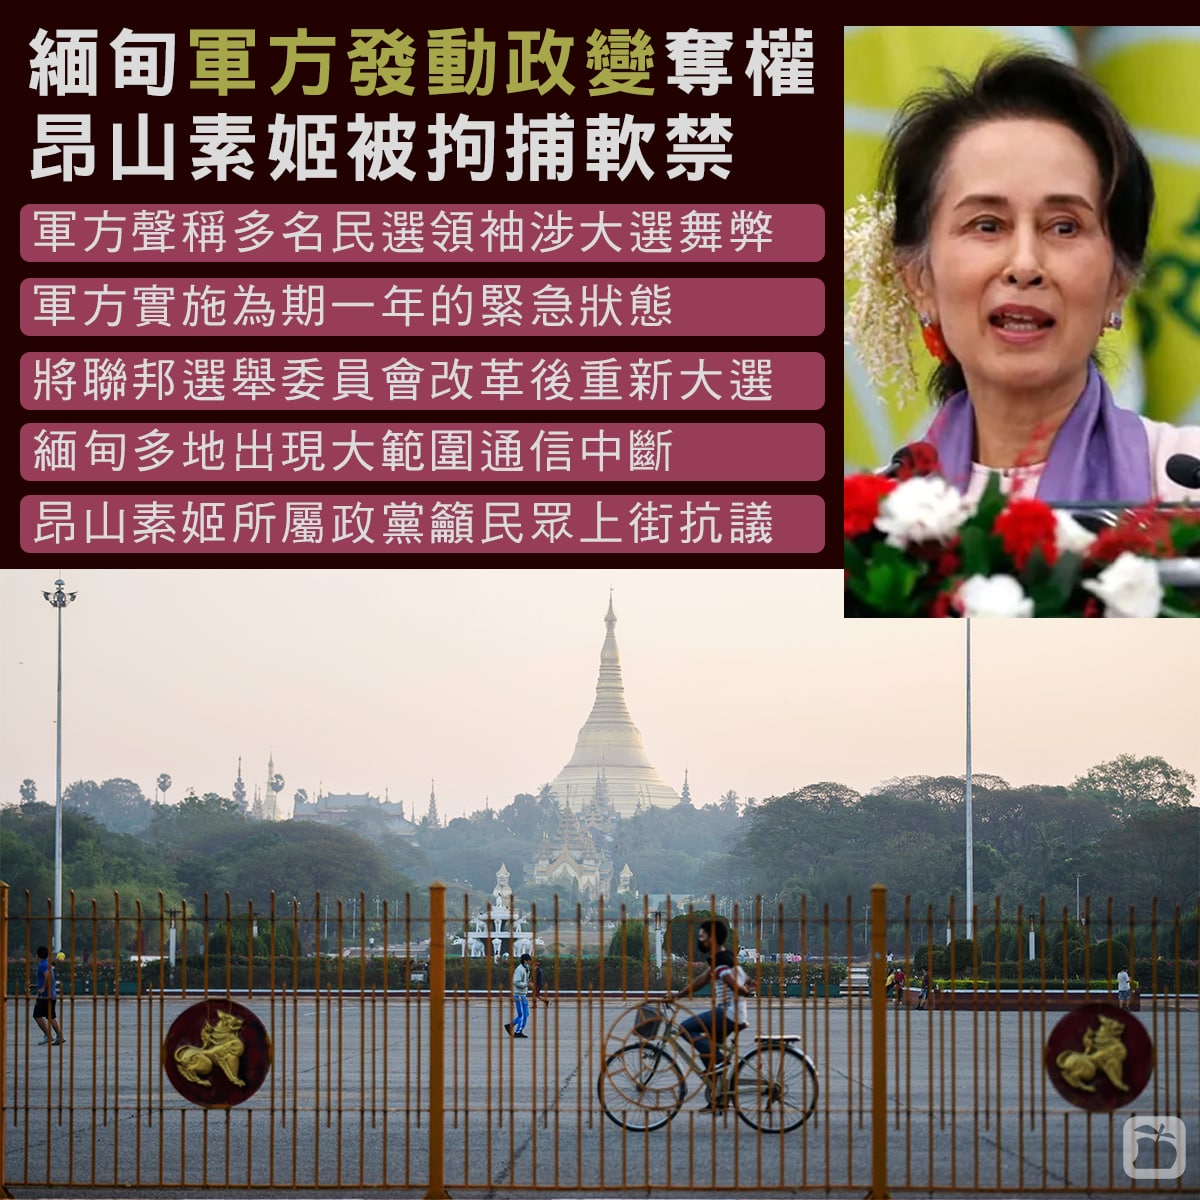 緬甸軍方發動政變奪權
昂山素姬被拘捕軟禁
軍方聲稱多名民選領袖涉大選舞弊
軍方實施為期一年的緊急狀態
將聯邦選舉委員會改革後重新大選
緬甸多地出現大範圍通信中斷
昂山素姬所屬政黨籲民眾上街抗議